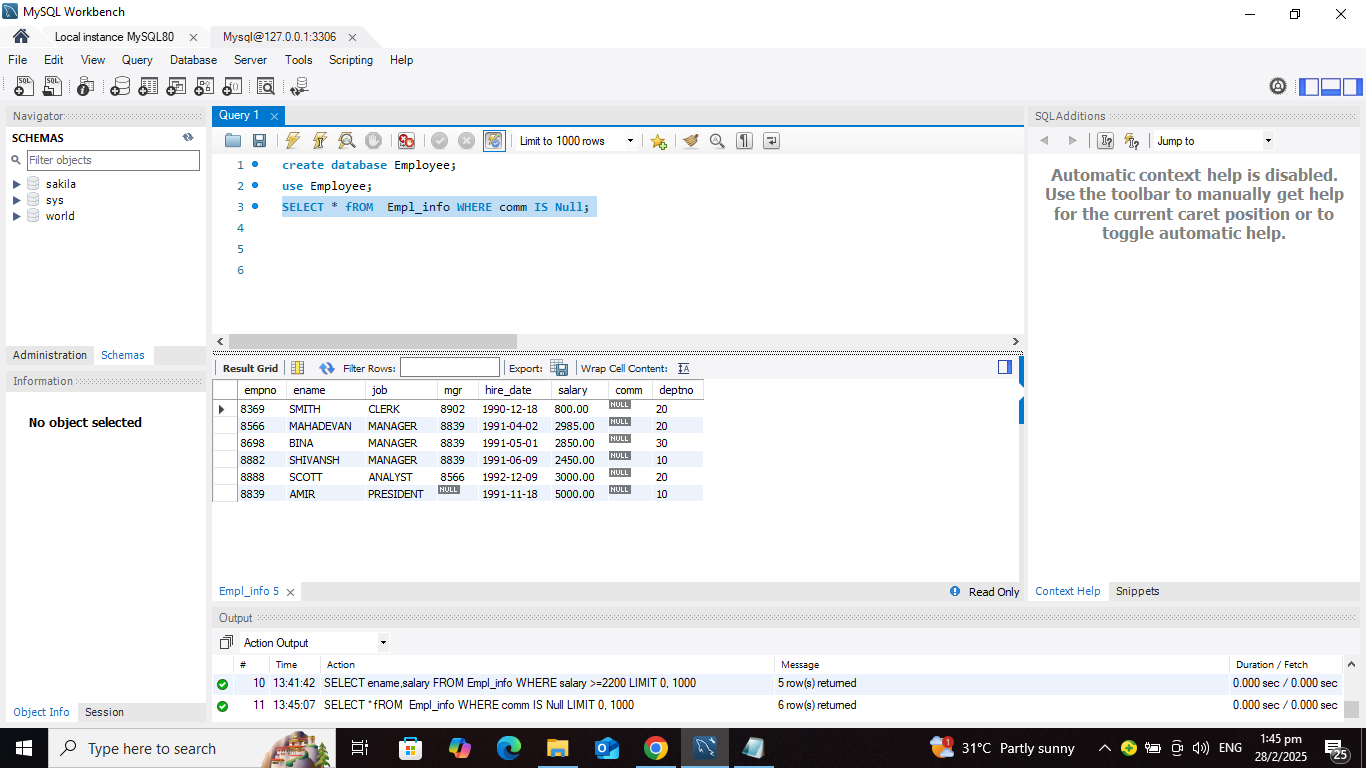 MySQL Workbench
Local instance MySQL80 Mysql@127.0.0.1:3306
File Edit View Query Database Server Tools Scripting Help
Navigator
SCHEMAS
Filter objects
sakila
sys
world
Administration Schemas
Information
No object selected
Object Info Session
Query 1
Limit to 1000 rows
1 create database Employee;
2 use Employee;
3 SELECT * fROM  Empl_info WHERE comm IS Null;
4
5
6
Result Grid Filter Rows: Export: Wrap Cell Content:
empno ename job mgr hire_date salary comm deptno
8369 SMITH CLERK 8902 1990-12-18 800.00 NULL 20
8566 MAHADEVAN MANAGER 8839 1991-04-02 2985.00 NULL 20
8698 BINA MANAGER 8839 1991-05-01 2850.00 NULL 30
8882 SHIVANSH MANAGER 8839 1991-06-09 2450.00 NULL 10
8888 SCOTT ANALYST 8566 1992-12-09 3000.00 NULL 20
8839 AMIR PRESIDENT NULL 1991-11-18 5000.00 NULL 10
Empl_info 5 Read Only
SQLAdditions
Jump to
Automatic context help is disabled.
Use the toolbar to manually get help
for the current caret position or to
toggle automatic help.
Context Help Snippets
Output
Action Output
# Time Action Message Duration / Fetch
10 13:41:42 SELECT ename,salary FROM Empl_info WHERE salary >=2200 LIMIT 0, 1000 5 row(s) returned 0.000 sec / 0.000 sec
11 13:45:07 SELECT * fROM  Empl_info WHERE comm IS Null LIMIT 0, 1000 6 row(s) returned 0.000 sec / 0.000 sec
Type here to search
1 31°C Partly sunny ENG 1:45 pm
28/2/2025 25